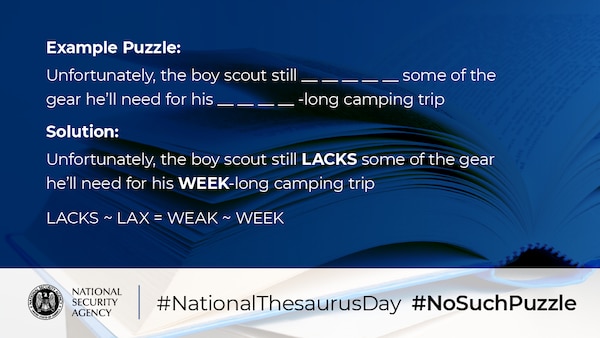 Example Puzzle:
Unfortunately, the boy scout still __ __ __ __ __ some of the
gear he’ll need for his __ __ __ __ -long camping trip
Solution:
Unfortunately, the boy scout still LACKS some of the gear
he’ll need for his WEEK-long camping trip
LACKS ~ LAX = WEAK ~ WEEK
NATIONAL
SECURITY
AGENCY
#NationalThesaurusDay #NoSuchPuzzle